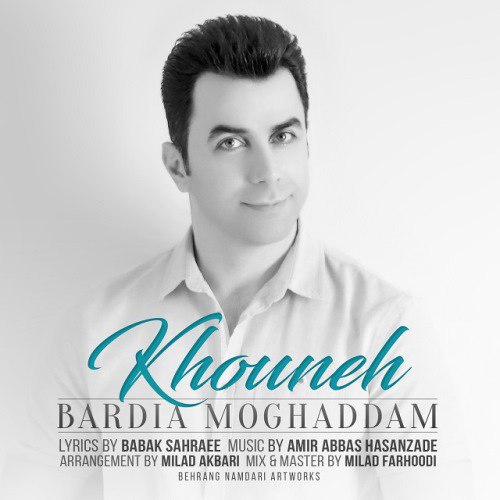 Khouneh
BARDIA MOGHADDAM
LYRICS BY BABAK SAHRAEE MUSIC BY AMIR ABBAS HASANZADE
ARRANGEMENT BY MILAD AKBARI MIX & MASTER BY MILAD FARHOODI
BEHRANG NAMDARI ARTWORKS